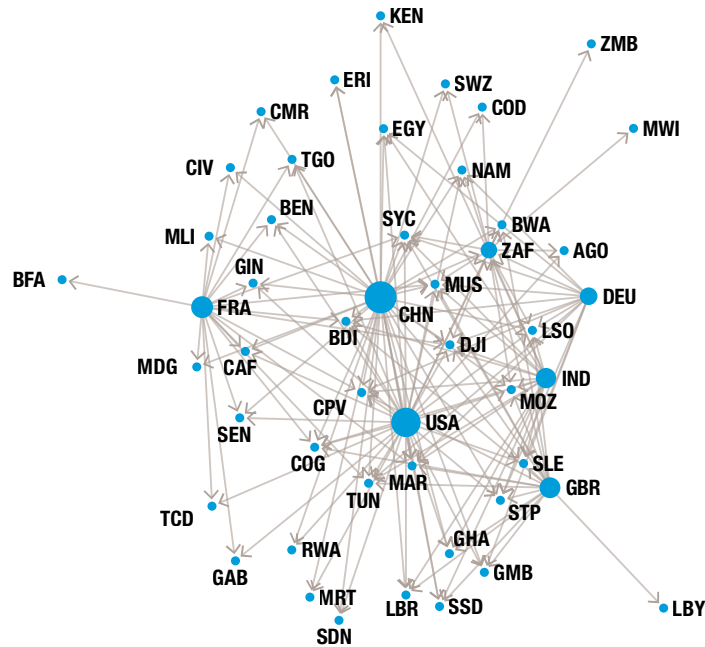 KEN
ZMB
ERI
SWZ
COD
CMR
EGY
MWI
TGO
CIV
NAM
BEN
SYC
BWA
MLI
ZAF
AGO
BFA
GIN
MUS
DEU
FRA
CHN
BDI
LSO
DJI
MDG
CAF
IND
CPV
MOZ
USA
SEN
COG
MAR
SLE
TUN
GBR
TCD
STP
RWA
GHA
GAB
GMB
MRT
LBR
SSD
LBY
SDN